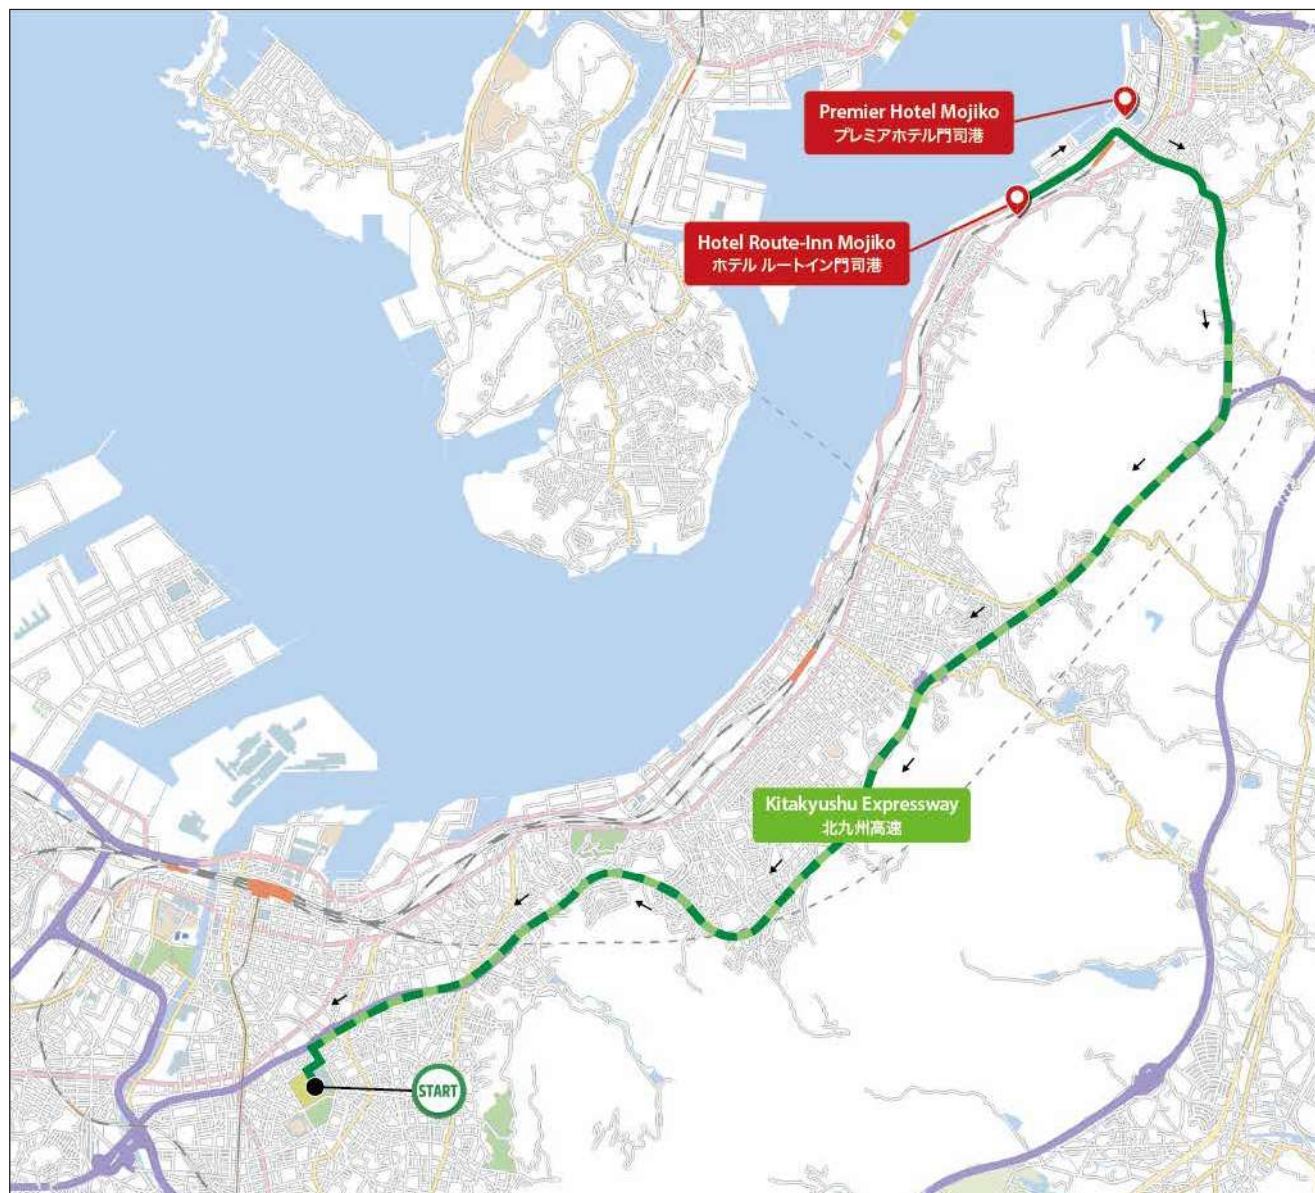 Premier Hotel Mojiko
プレミアホテル門司港
Hotel Route-Inn Mojiko
ホテル ルートイン門司港
Kitakyushu Expressway
北九州高速
START